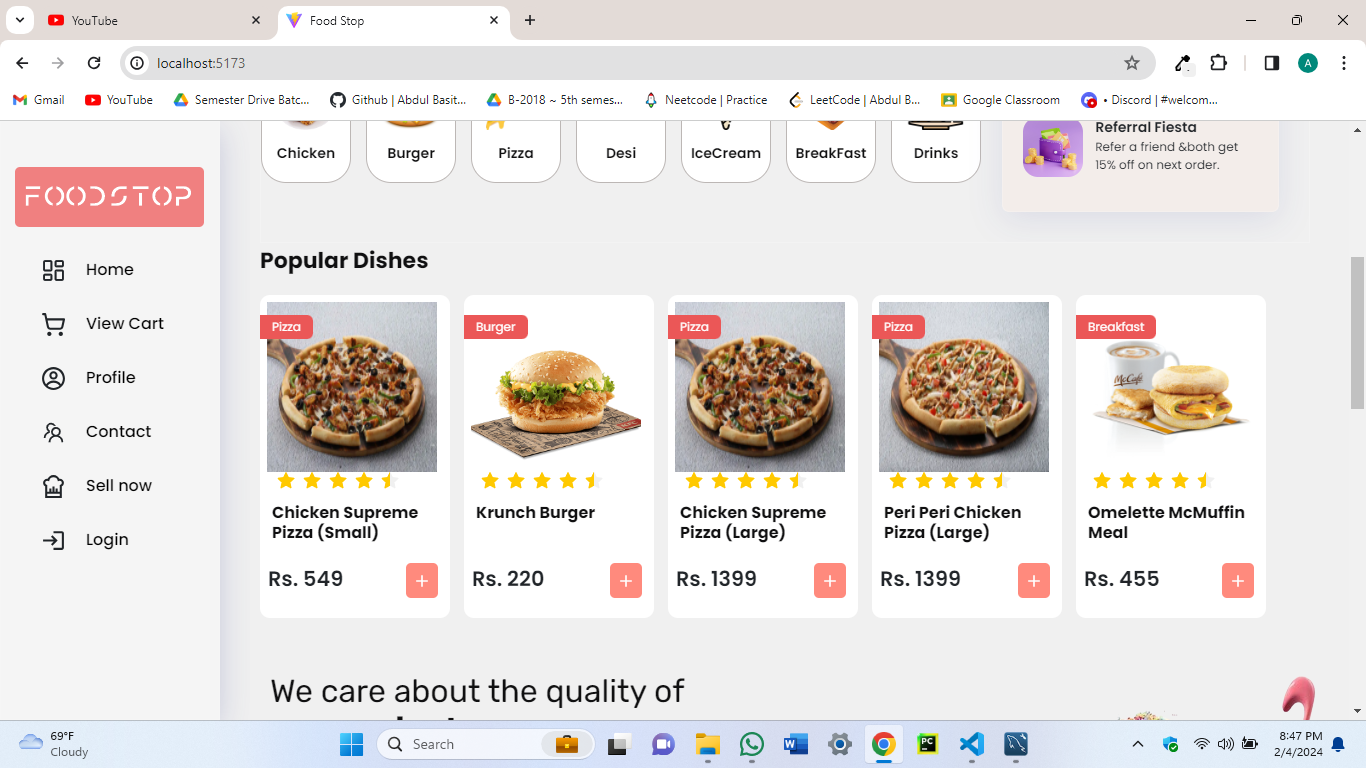 YouTube
Food Stop
localhost:5173
Gmail
YouTube
Semester Drive Batc...
Github | Abdul Basit...
B-2018 ~ 5th semes...
Neetcode | Practice
LeetCode | Abdul B...
Google Classroom
• Discord | #welcom...
A
FOODSTOP
Home
View Cart
Profile
Contact
Sell now
Login
Chicken
Burger
Pizza
Desi
IceCream
BreakFast
Drinks
Referral Fiesta
Refer a friend &both get
15% off on next order.
Popular Dishes
Pizza
Chicken Supreme
Pizza (Small)
Rs. 549
Burger
Krunch Burger
Rs. 220
Pizza
Chicken Supreme
Pizza (Large)
Rs. 1399
Pizza
Peri Peri Chicken
Pizza (Large)
Rs. 1399
Breakfast
McCafé
Omelette McMuffin
Meal
Rs. 455
We care about the quality of
69°F
Cloudy
Search
PC
8:47 PM
2/4/2024